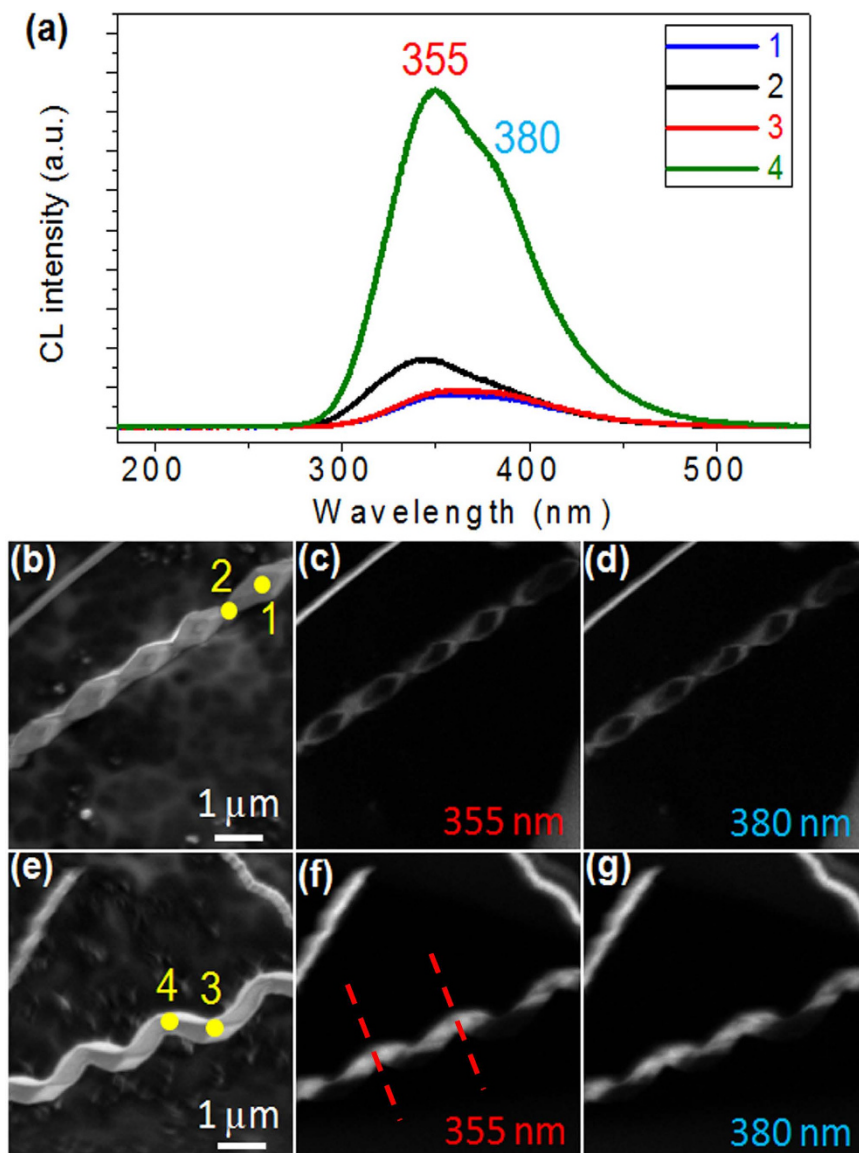 (a)
355
380
1
2
3
4
CL intensity (a.u.)
200 300 400 500
Wavelength (nm)
(b)
2
1
1 μm
(c)
355 nm
(d)
380 nm
(e)
4 3
1 μm
(f)
355 nm
(g)
380 nm